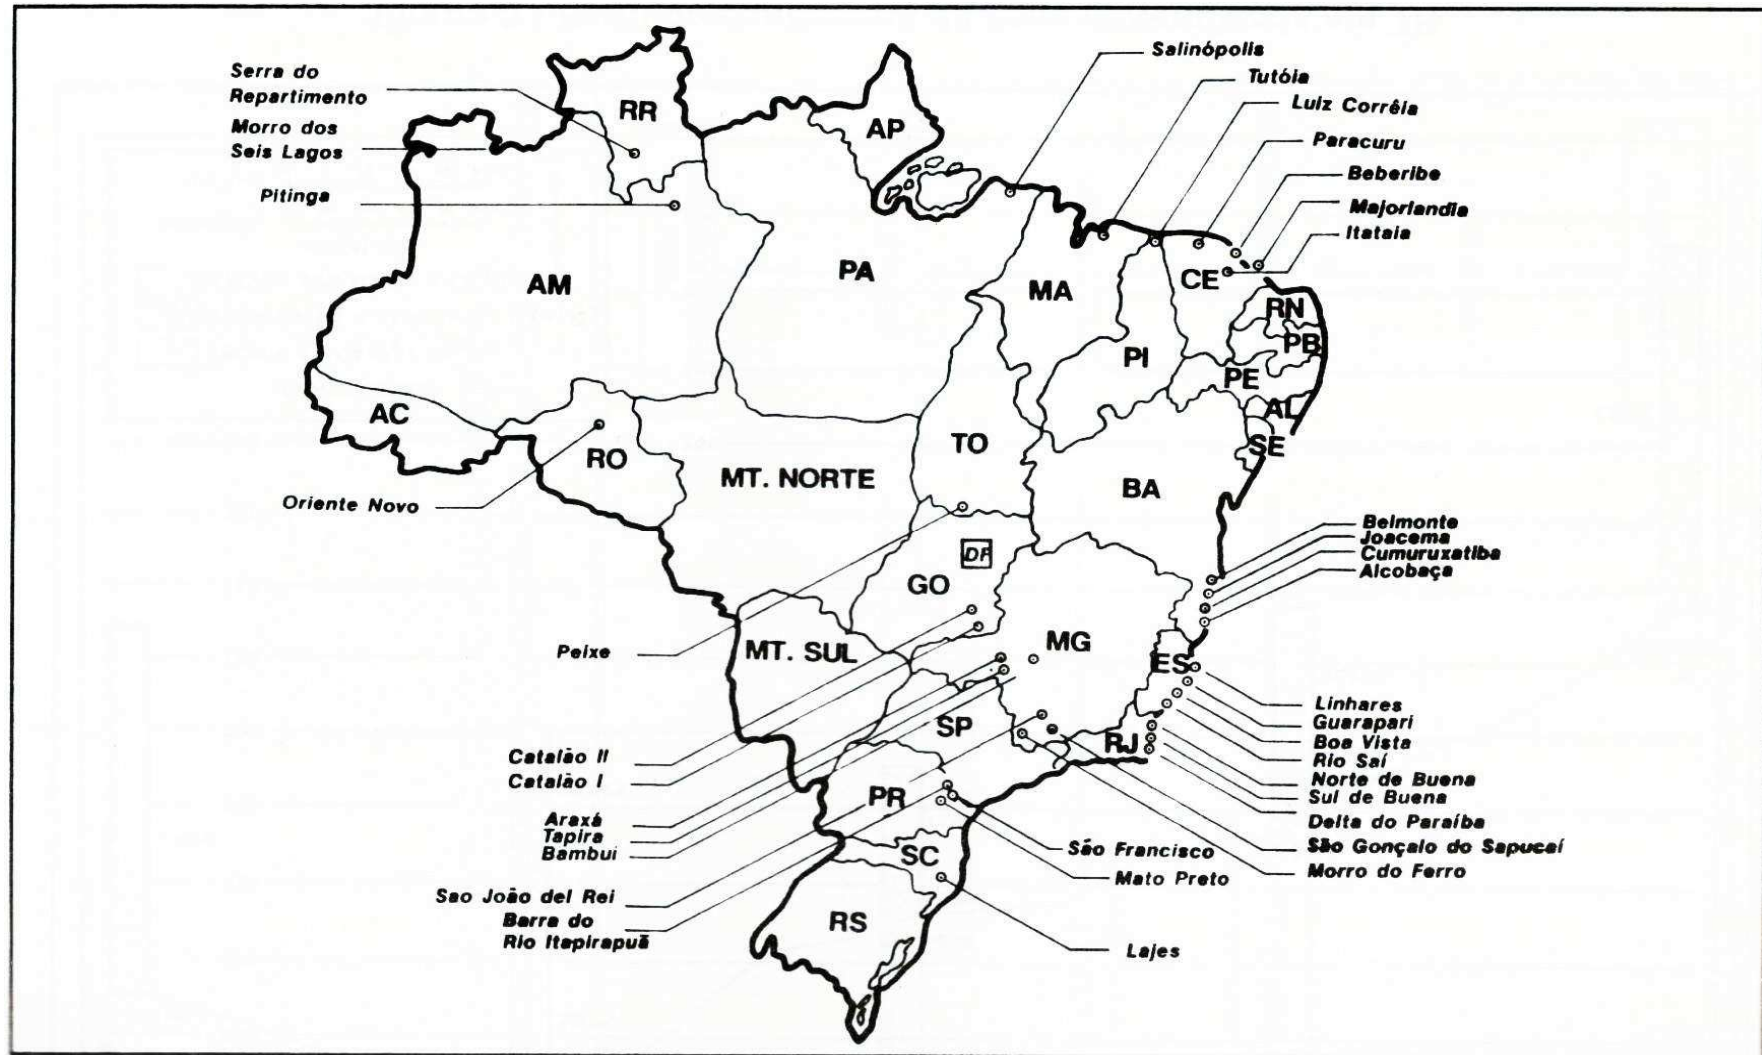 Serra do
Repartimento
Morro dos
Seis Lagos
Pitinga
Oriente Novo
Peixe
Catalão II
Catalão I
Araxá
Tapira
Bambui
Sao João del Rei
Barra do
Rio Itapirapuã
RR
AP
AM
PA
MA
CE
RN
PB
PI
PE
AL
SE
AC
RO
TO
MT. NORTE
BA
DF
GO
MG
MT. SUL
ES
SP
RJ
PR
SC
RS
Salinópolis
Tutóia
Luiz Corrêia
Paracuru
Beberibe
Majorlandia
Itataia
Belmonte
Joacema
Cumuruxatiba
Alcobaça
Linhares
Guarapari
Boa Vista
Rio Saí
Norte de Buena
Sul de Buena
Delta do Paraíba
São Gonçalo do Sapucaí
Morro do Ferro
São Francisco
Mato Preto
Lajes